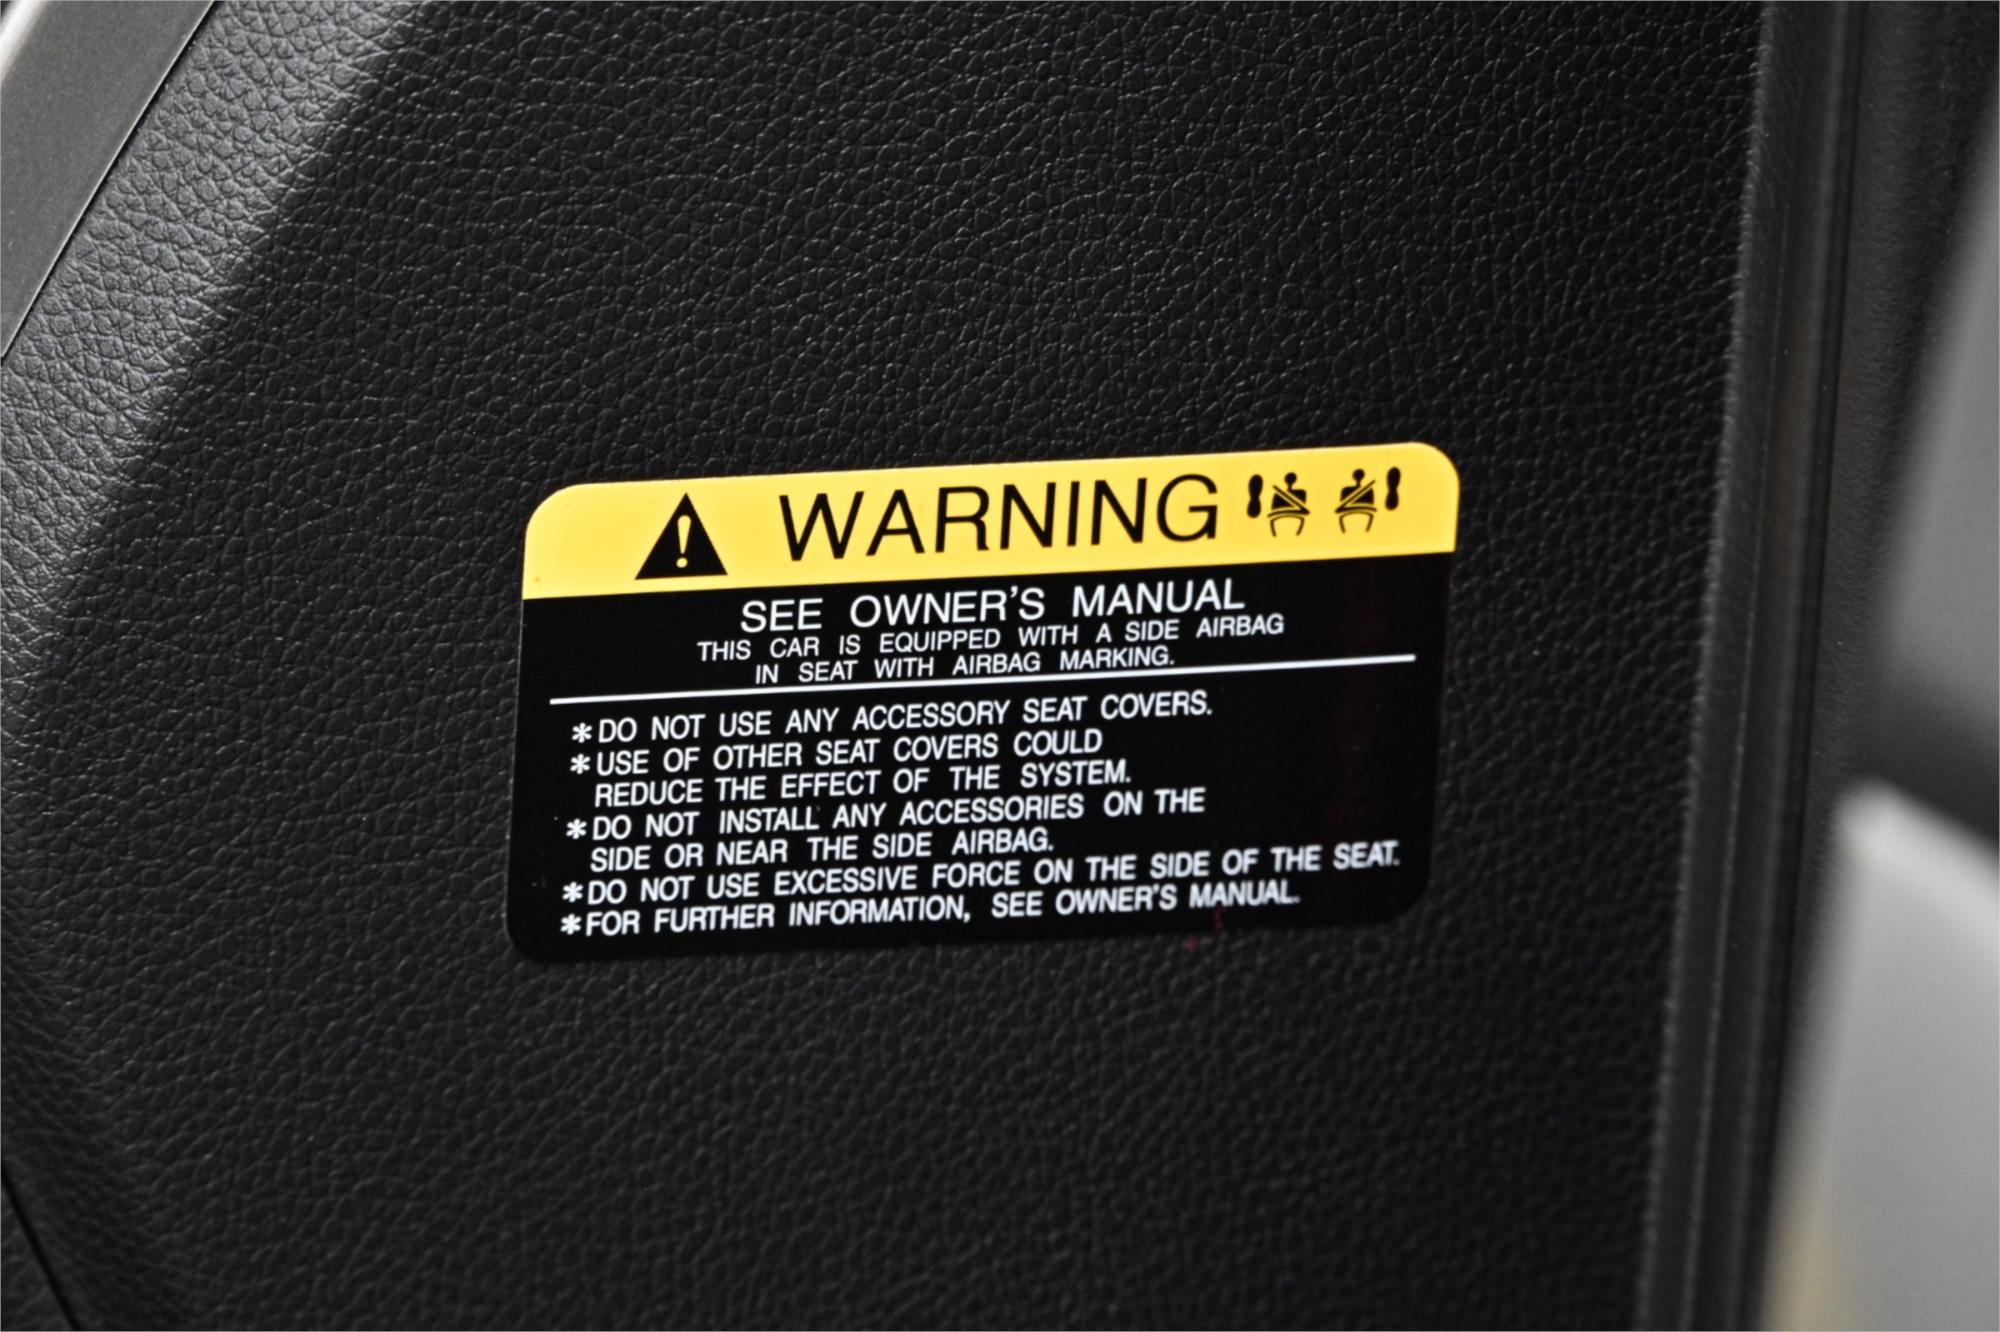 WARNING
SEE OWNER'S MANUAL
THIS CAR IS EQUIPPED WITH A SIDE AIRBAG
IN SEAT WITH AIRBAG MARKING.
*DO NOT USE ANY ACCESSORY SEAT COVERS.
*USE OF OTHER SEAT COVERS COULD
REDUCE THE EFFECT OF THE SYSTEM.
*DO NOT INSTALL ANY ACCESSORIES ON THE
SIDE OR NEAR THE SIDE AIRBAG.
*DO NOT USE EXCESSIVE FORCE ON THE SIDE OF THE SEAT.
*FOR FURTHER INFORMATION, SEE OWNER'S MANUAL.